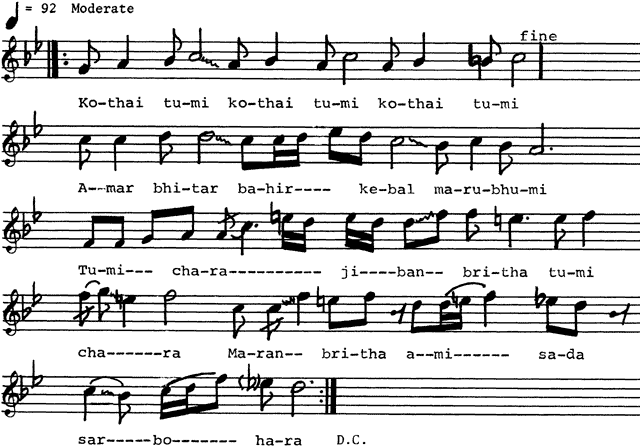 = 92 Moderate
fine
Ko-thai tu-mi ko-thai tu-mi ko-thai tu-mi
A--mar bhi-tar ba-hir---- ke-bal ma-ru-bhu-mi
Tu-mi--- cha-ra---------- ji----ban-- bri-tha tu-mi
cha------ra Ma-ran-- bri-tha a--mi------ sa-da
sar-----bo------- ha-ra D.C.